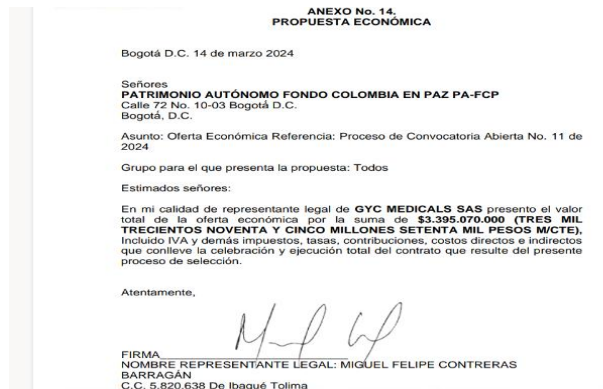 ANEXO No. 14.
PROPUESTA ECONÓMICA
Bogotá D.C. 14 de marzo 2024
Señores
PATRIMONIO AUTÓNOMO FONDO COLOMBIA EN PAZ PA-FCP
Calle 72 No. 10-03 Bogotá D.C.
Bogotá, D.C.
Asunto: Oferta Económica Referencia: Proceso de Convocatoria Abierta No. 11 de
2024
Grupo para el que presenta la propuesta: Todos
Estimados señores:
En mi calidad de representante legal de GYC MEDICALS SAS presento el valor
total de la oferta económica por la suma de $3.395.070.000 (TRES MIL
TRECIENTOS NOVENTA Y CINCO MILLONES SETENTA MIL PESOS M/CTE),
Incluido IVA y demás impuestos, tasas, contribuciones, costos directos e indirectos
que conlleve la celebración y ejecución total del contrato que resulte del presente
proceso de selección.
Atentamente,
FIRMA
NOMBRE REPRESENTANTE LEGAL: MIGUEL FELIPE CONTRERAS
BARRAGÁN
C.C. 5.820.638 De Ibagué Tolima